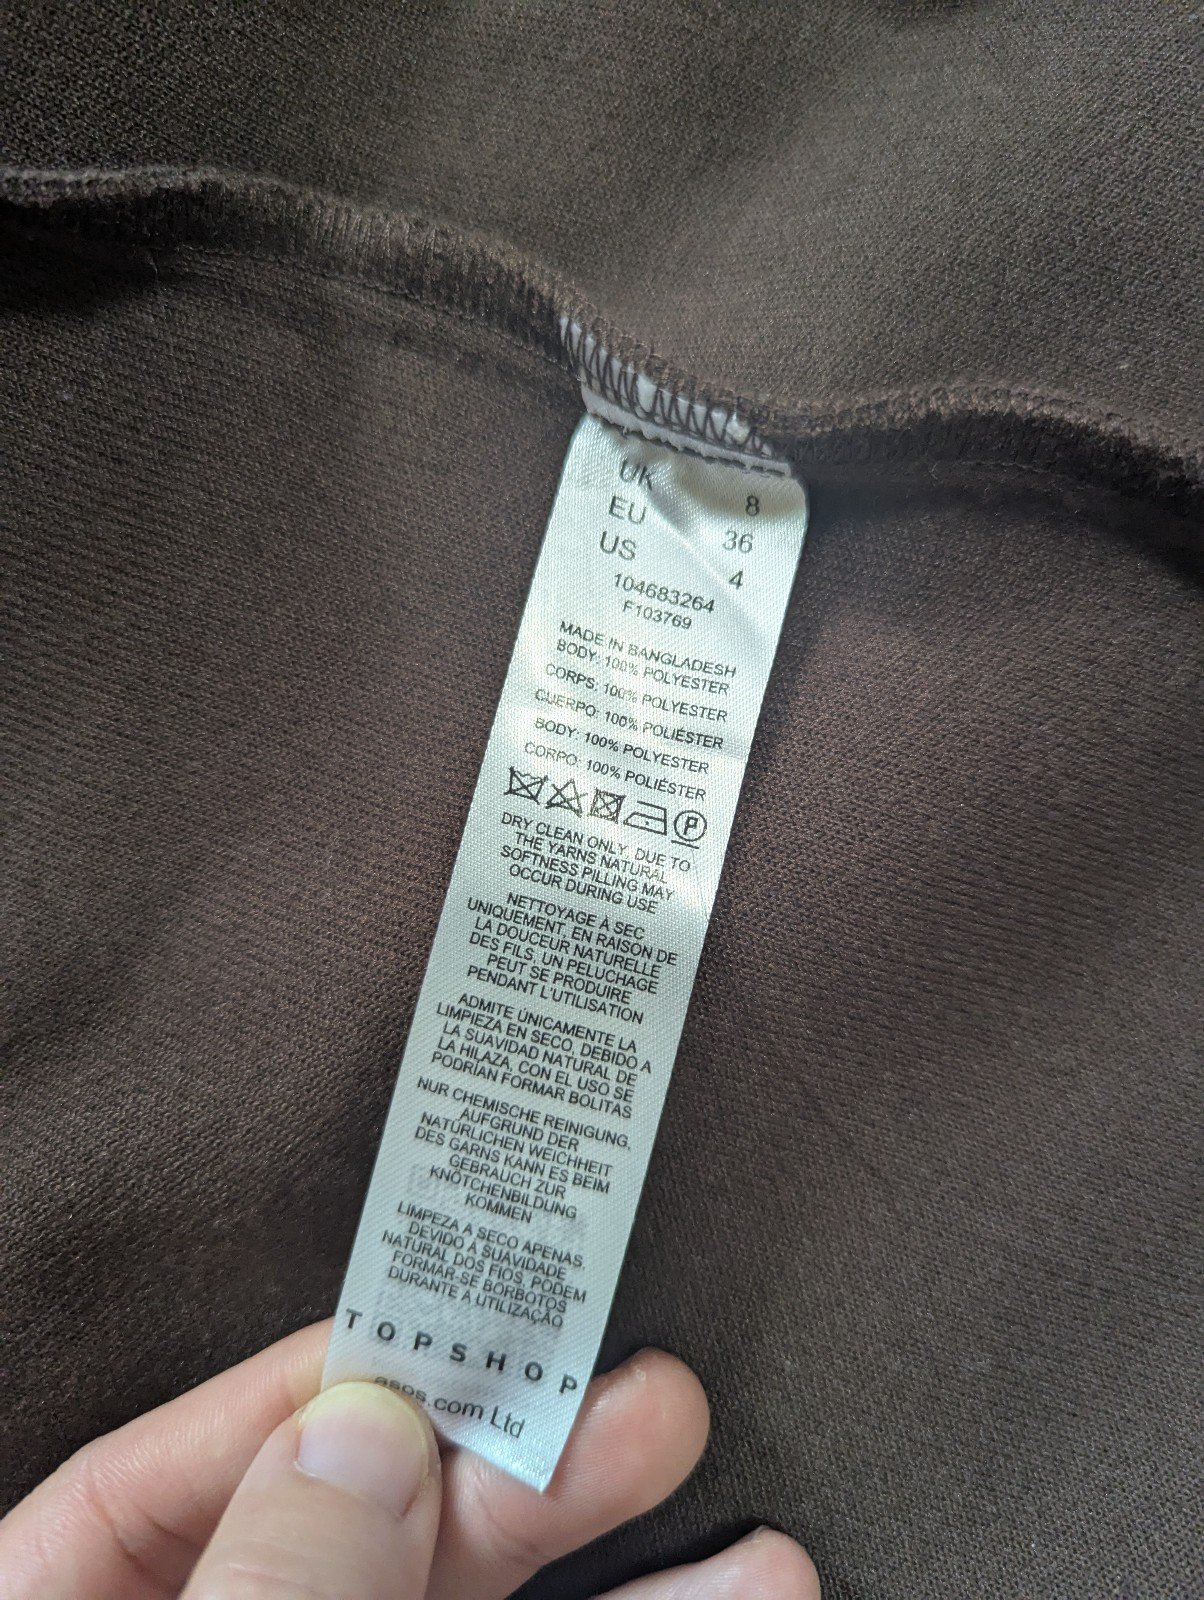 UK 8
EU 36
US 4
104683264
F103769
MADE IN BANGLADESH
BODY: 100% POLYESTER
CORPS: 100% POLYESTER
CUERPO: 100% POLIÉSTER
BODY: 100% POLYESTER
CORPO: 100% POLIÉSTER
P
DRY CLEAN ONLY, DUE TO
THE YARNS NATURAL
SOFTNESS PILLING MAY
OCCUR DURING USE
NETTOYAGE À SEC
UNIQUEMENT, EN RAISON DE
LA DOUCEUR NATURELLE
DES FILS, UN PELUCHAGE
PEUT SE PRODUIRE
PENDANT L'UTILISATION
ADMITE ÚNICAMENTE LA
LIMPIEZA EN SECO, DEBIDO A
LA SUAVIDAD NATURAL DE
LA HILAZA, CON EL USO SE
PODRÍAN FORMAR BOLITAS
NUR CHEMISCHE REINIGUNG,
AUFGRUND DER
NATÜRLICHEN WEICHHEIT
DES GARNS KANN ES BEIM
GEBRAUCH ZUR
KNÖTCHENBILDUNG
KOMMEN
LIMPEZA A SECO APENAS,
DEVIDO À SUAVIDADE
NATURAL DOS FIOS, PODEM
FORMAR-SE BORBOTOS
DURANTE A UTILIZAÇÃO
TOPSHOP
asos.com Ltd